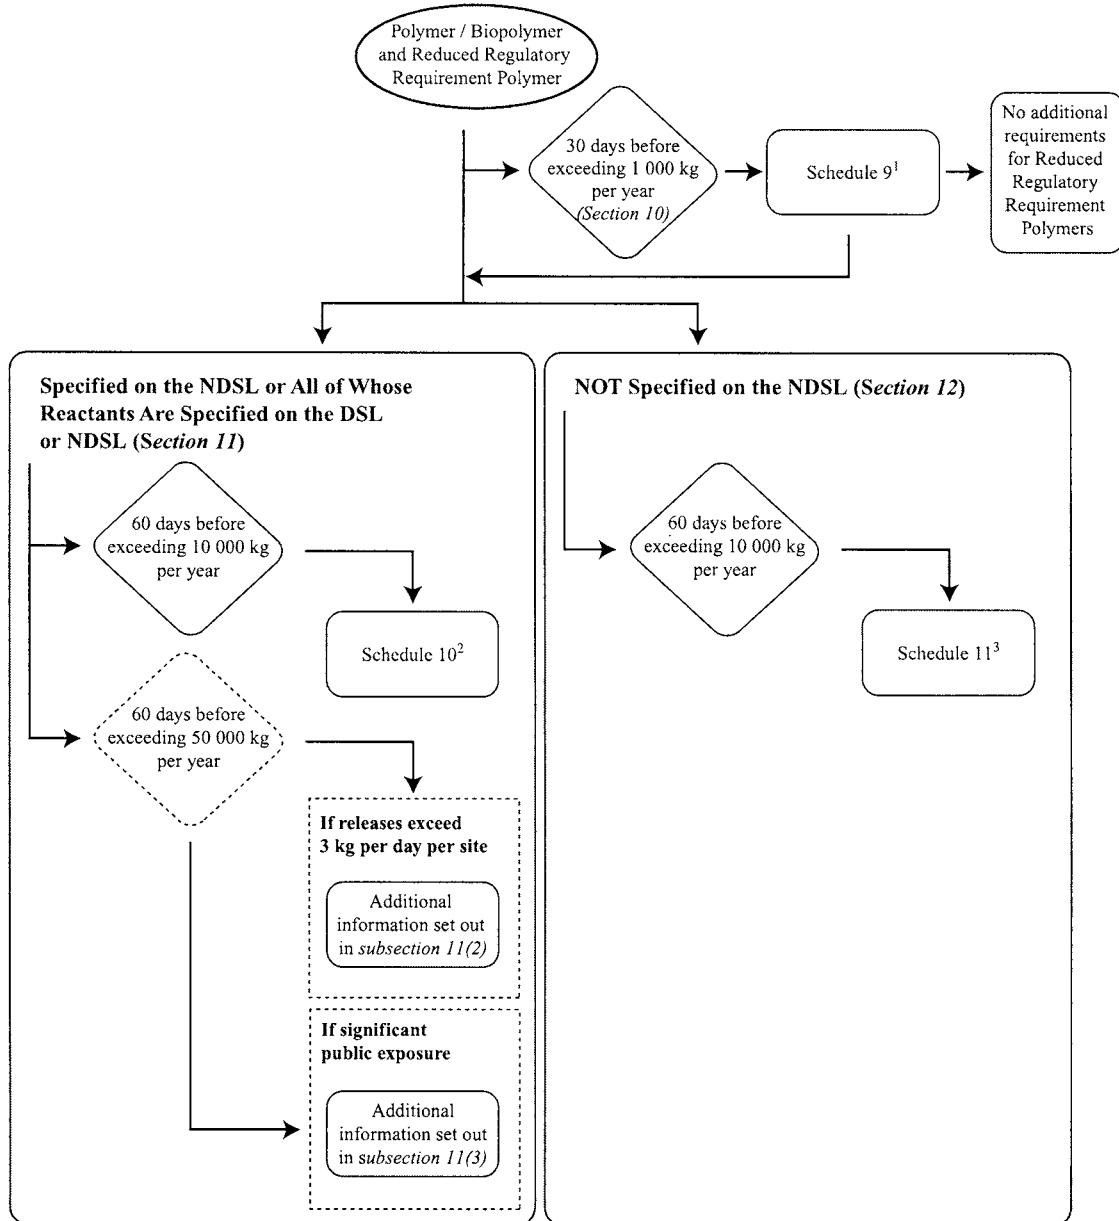 Polymer / Biopolymer
and Reduced Regulatory
Requirement Polymer
30 days before
exceeding 1 000 kg
per year
(Section 10)
Schedule 9¹
No additional
requirements
for Reduced
Regulatory
Requirement
Polymers
Specified on the NDSL or All of Whose
Reactants Are Specified on the DSL
or NDSL (Section 11)
60 days before
exceeding 10 000 kg
per year
Schedule 10²
60 days before
exceeding 50 000 kg
per year
If releases exceed
3 kg per day per site
Additional
information set out
in subsection 11(2)
If significant
public exposure
Additional
information set out
in subsection 11(3)
NOT Specified on the NDSL (Section 12)
60 days before
exceeding 10 000 kg
per year
Schedule 11³